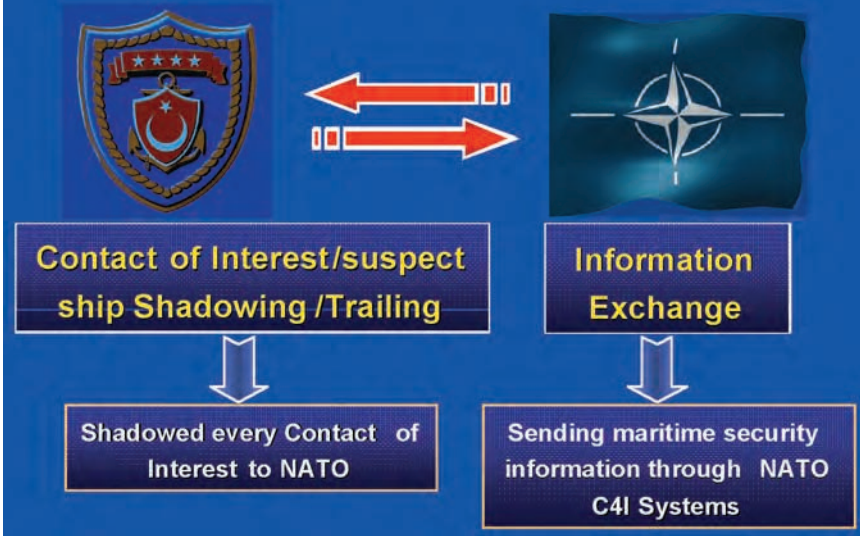 Contact of Interest/suspect
ship Shadowing /Trailing
Information
Exchange
Shadowed every Contact of
Interest to NATO
Sending maritime security
information through NATO
C4I Systems